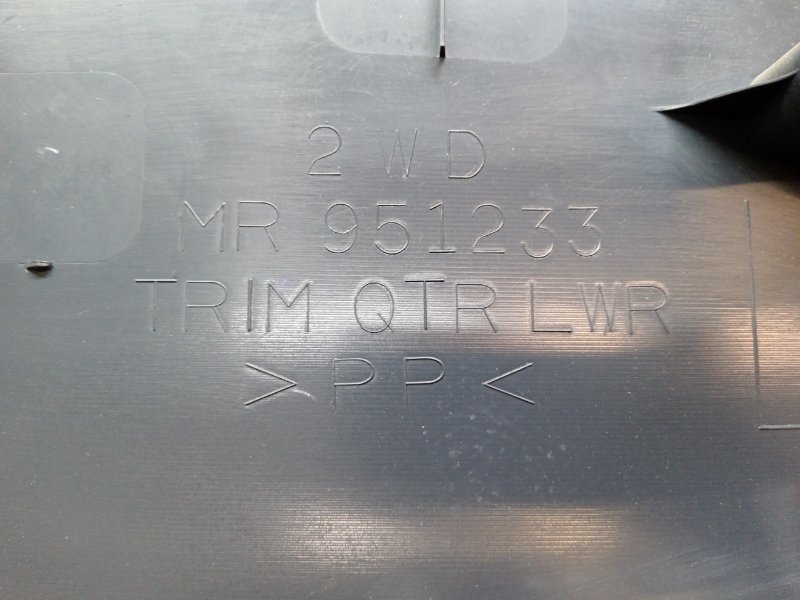 2WD
MR 951233
TRIM QTR LWR
>PP<